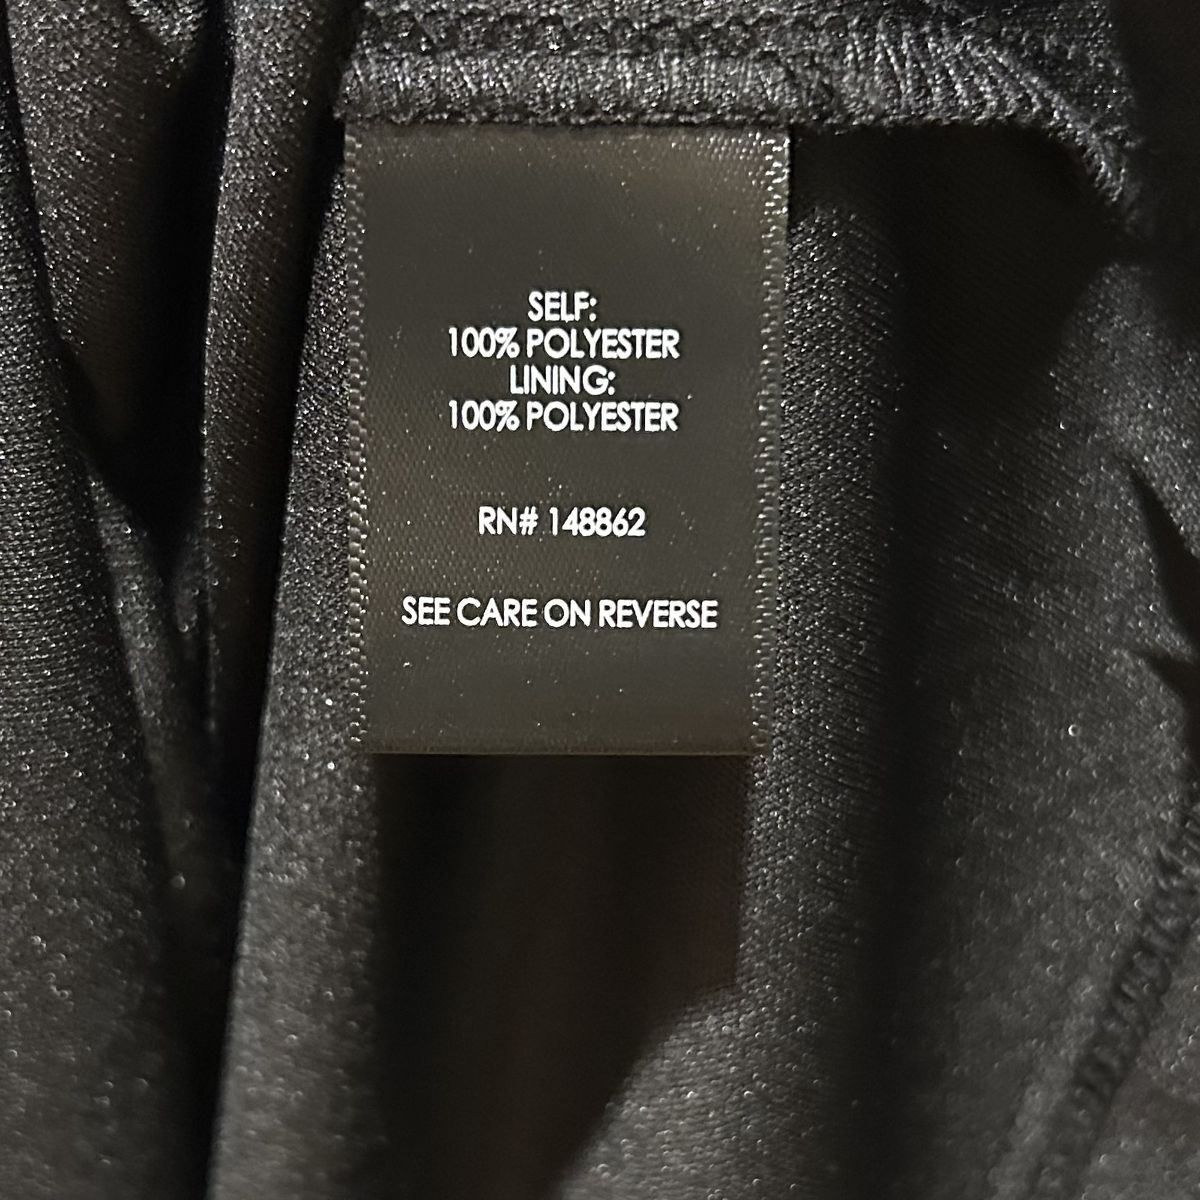 SELF:
100% POLYESTER
LINING:
100% POLYESTER
RN# 148862
SEE CARE ON REVERSE